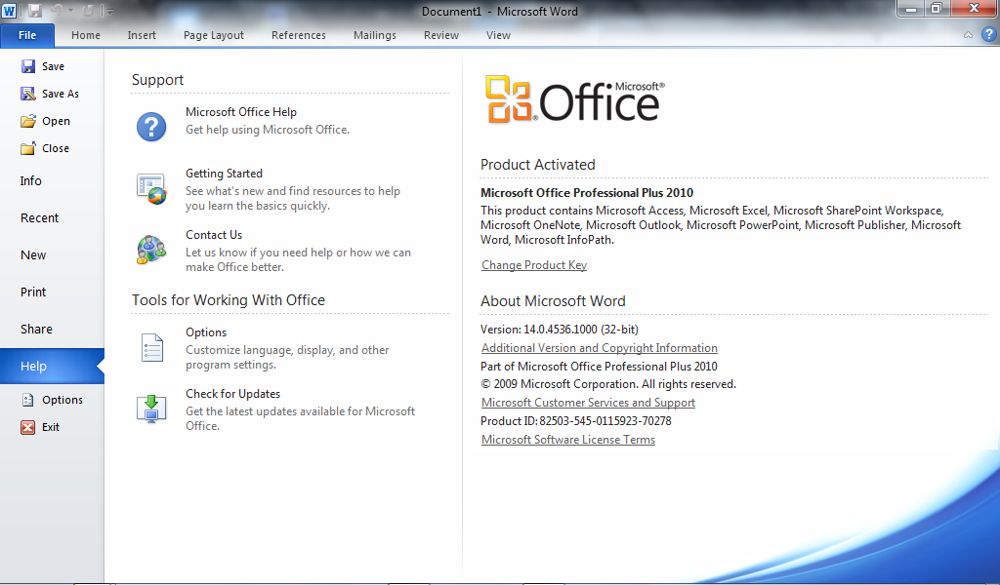 Document1 - Microsoft Word
File Home Insert Page Layout References Mailings Review View
Save
Save As
Open
Close
Info
Recent
New
Print
Share
Help
Options
Exit
Support
Microsoft Office Help
Get help using Microsoft Office.
Getting Started
See what's new and find resources to help
you learn the basics quickly.
Contact Us
Let us know if you need help or how we can
make Office better.
Tools for Working With Office
Options
Customize language, display, and other
program settings.
Check for Updates
Get the latest updates available for Microsoft
Office.
Microsoft®
Office
Product Activated
Microsoft Office Professional Plus 2010
This product contains Microsoft Access, Microsoft Excel, Microsoft SharePoint Workspace,
Microsoft OneNote, Microsoft Outlook, Microsoft PowerPoint, Microsoft Publisher, Microsoft
Word, Microsoft InfoPath.
Change Product Key
About Microsoft Word
Version: 14.0.4536.1000 (32-bit)
Additional Version and Copyright Information
Part of Microsoft Office Professional Plus 2010
© 2009 Microsoft Corporation. All rights reserved.
Microsoft Customer Services and Support
Product ID: 82503-545-0115923-70278
Microsoft Software License Terms